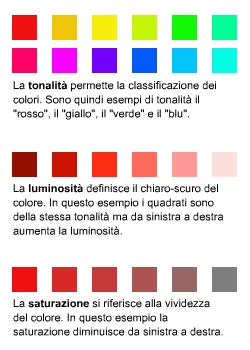 La tonalità permette la classificazione dei
colori. Sono quindi esempi di tonalità il
"rosso", il "giallo", il "verde" e il "blu".
La luminosità definisce il chiaro-scuro del
colore. In questo esempio i quadrati sono
della stessa tonalità ma da sinistra a destra
aumenta la luminosità.
La saturazione si riferisce alla vividezza
del colore. In questo esempio la
saturazione diminuisce da sinistra a destra.